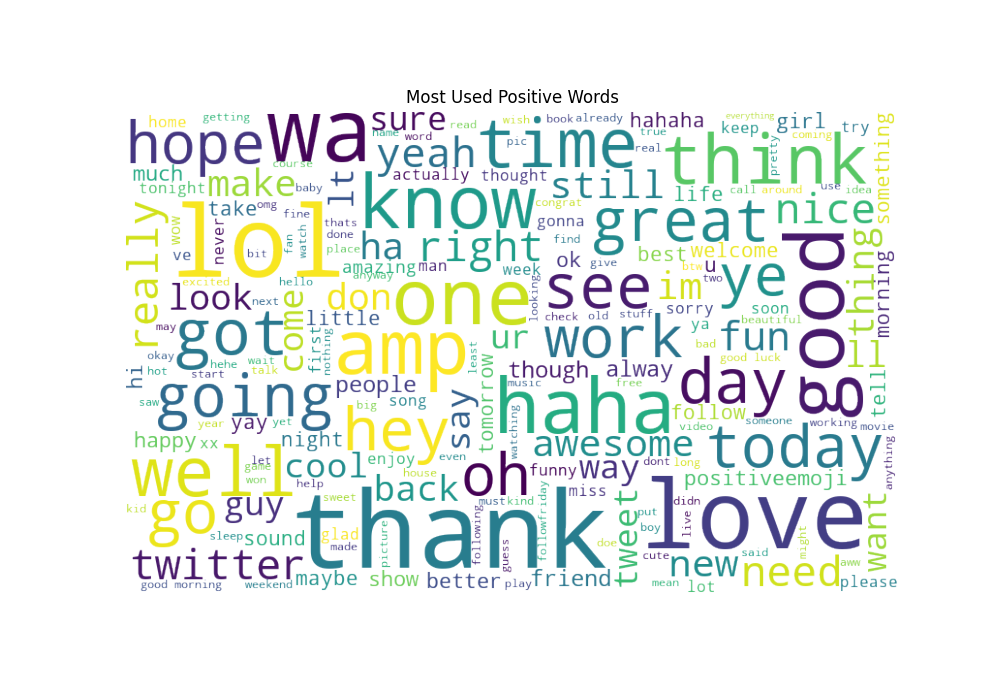 Most Used Positive Words
home
getting
wa
sure
name
read
wish
book
already
hahaha
true
keep
girl
try
everything
coming
something
hope
word
yeah
time
pic
real
think
pretty
much
course
actually
thought
still
life
call
around
use
idea
tonight
make
baby
lt
know
congrat
great
nice
really
wow
take
omg
fine
thats
never
lol
fan
watch
done
ha
right
gonna
find
ok
give
best
welcome
u
btw
two
good
thing
morning
ve
bit
place
amazing
man
anyway
week
looking
excited
hello
look
next
come
don
one
see
im
ye
sorry
soon
check
old
stuff
ya
beautiful
may
got
little
first
nothing
amp
ur
work
fun
bad
good luck
ll
okay
hehe
wait
talk
least
though
alway
hi
start
people
tomorrow
music
free
day
tell
saw
going
big
song
say
haha
follow
year
yay
yet
hey
watching
video
someone
working
movie
happy
xx
night
even
awesome
today
anything
well
let
game
won
cool
enjoy
house
oh
funny
way
dont
long
help
back
miss
positiveemoji
kid
go
guy
sweet
thank
must
kind
followfriday
tweet
put
didn
love
want
boy
live
might
sleep
sound
glad
made
picture
following
guess
doe
cute
said
aww
twitter
maybe
show
better
play
friend
new
need
please
good morning
weekend
mean
lot